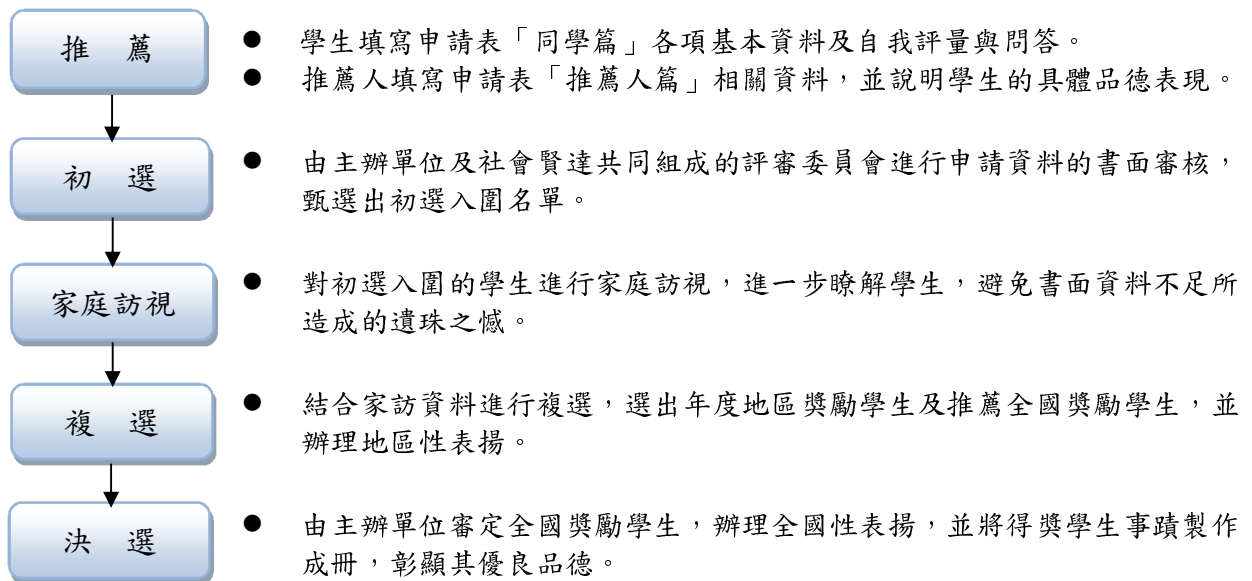 推　薦
● 學生填寫申請表「同學篇」各項基本資料及自我評量與問答。
● 推薦人填寫申請表「推薦人篇」相關資料，並說明學生的具體品德表現。
初　選
● 由主辦單位及社會賢達共同組成的評審委員會進行申請資料的書面審核，
甄選出初選入圍名單。
家庭訪視
● 對初選入圍的學生進行家庭訪視，進一步瞭解學生，避免書面資料不足所
造成的遺珠之憾。
複　選
● 結合家訪資料進行複選，選出年度地區獎勵學生及推薦全國獎勵學生，並
辦理地區性表揚。
決　選
● 由主辦單位審定全國獎勵學生，辦理全國性表揚，並將得獎學生事蹟製作
成冊，彰顯其優良品德。